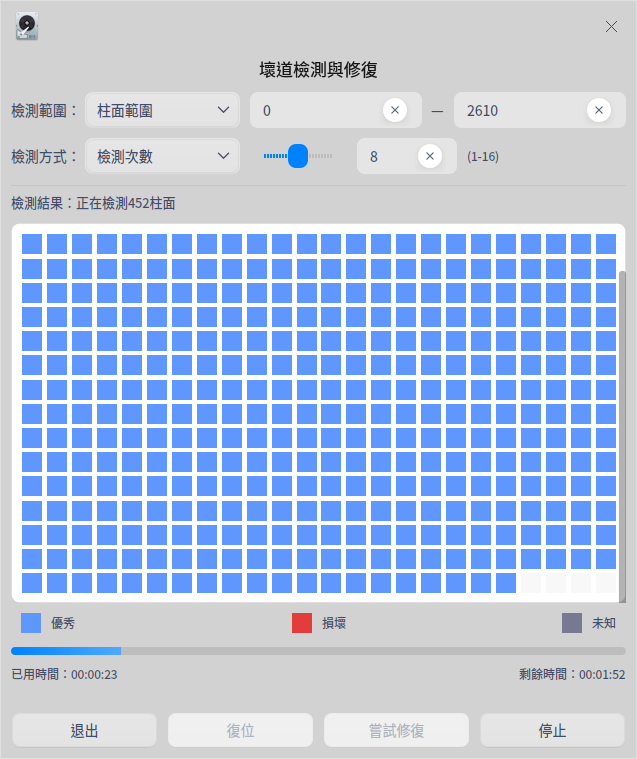 壞道檢測與修復
檢測範圍： 柱面範圍 0 — 2610
檢測方式： 檢測次數 8 (1-16)
檢測結果：正在檢測452柱面
優秀 損壞 未知
已用時間：00:00:23 剩餘時間：00:01:52
退出 復位 嘗試修復 停止